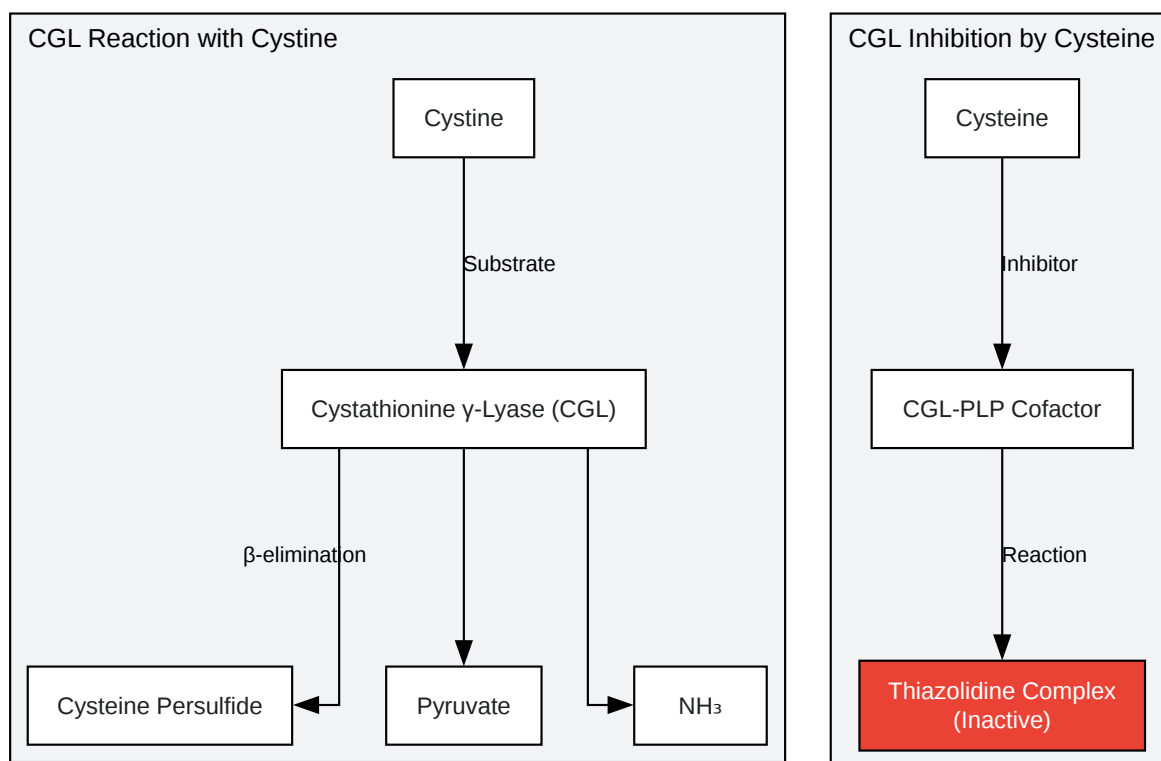 CGL Reaction with Cystine
Cystine
Substrate
Cystathionine γ-Lyase (CGL)
β-elimination
Cysteine Persulfide
Pyruvate
NH₃
CGL Inhibition by Cysteine
Cysteine
Inhibitor
CGL-PLP Cofactor
Reaction
Thiazolidine Complex
(Inactive)